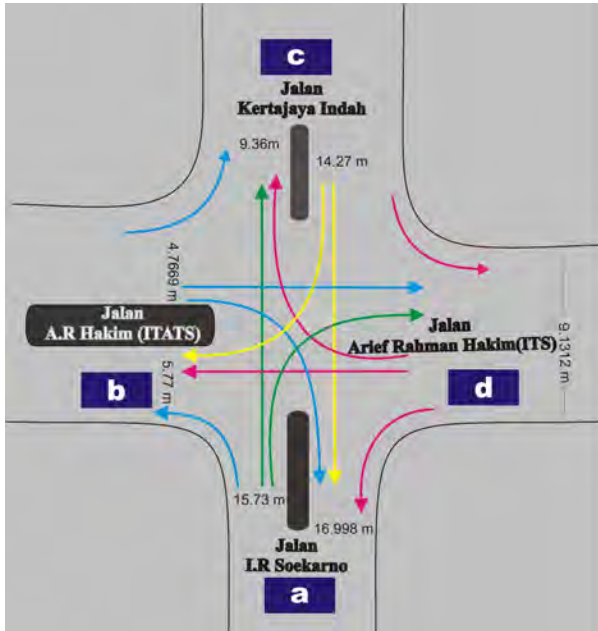 c
Jalan
Kertajaya Indah
9.36m
14.27 m
4.7669 m
Jalan
A.R Hakim (ITATS)
Jalan
Arief Rahman Hakim(ITS)
9.1312 m
b
5.77 m
d
15.73 m
16.998 m
Jalan
I.R Soekarno
a